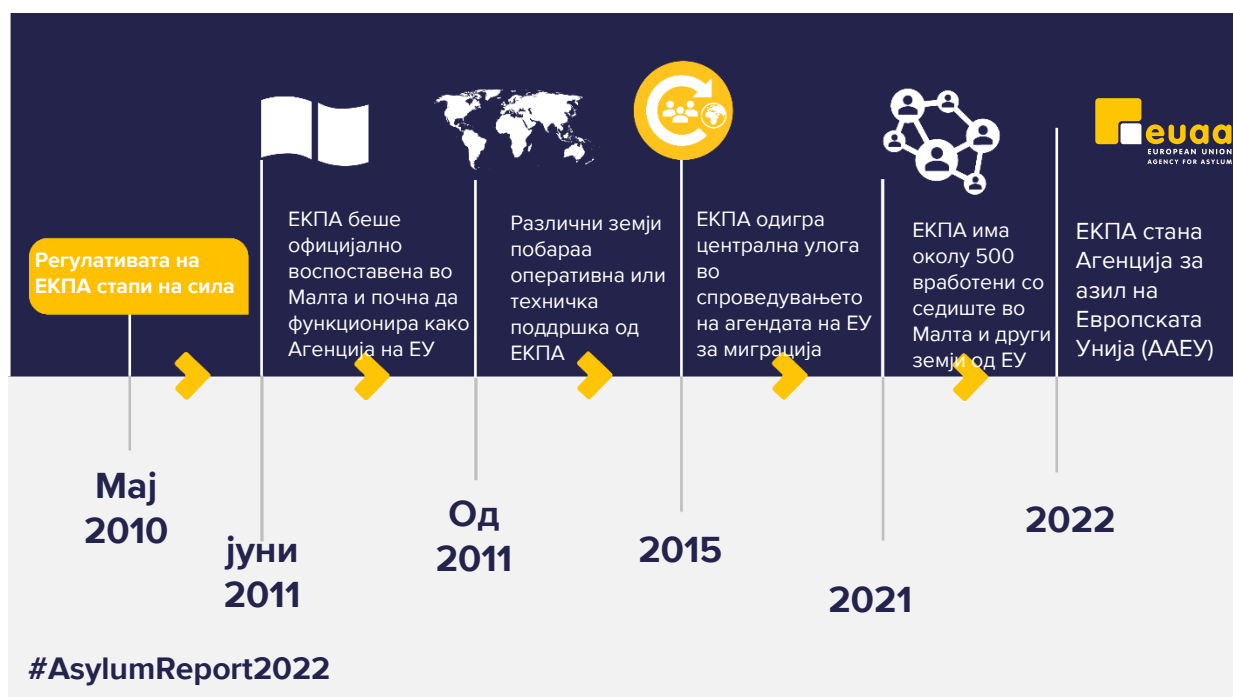 Регулативата на
ЕКПА стапи на сила
Мај
2010
ЕКПА беше
официјално
воспоставена во
Малта и почна да
функционира како
Агенција на ЕУ
јуни
2011
Различни земји
побараа
оперативна или
техничка
поддршка од
ЕКПА
Од
2011
ЕКПА одигра
централна улога
во
спроведувањето
на агендата на ЕУ
за миграција
2015
ЕКПА има
околу 500
вработени со
седиште во
Малта и други
земји од ЕУ
2021
euaa
EUROPEAN UNION
AGENCY FOR ASYLUM
ЕКПА стана
Агенција за
азил на
Европската
Унија (ААЕУ)
2022
#AsylumReport2022